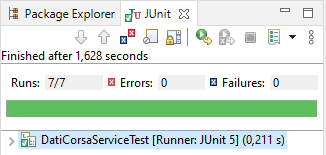 Package Explorer JUnit
Finished after 1,628 seconds
Runs: 7/7 Errors: 0 Failures: 0
DatiCorsaServiceTest [Runner: JUnit 5] (0,211 s)